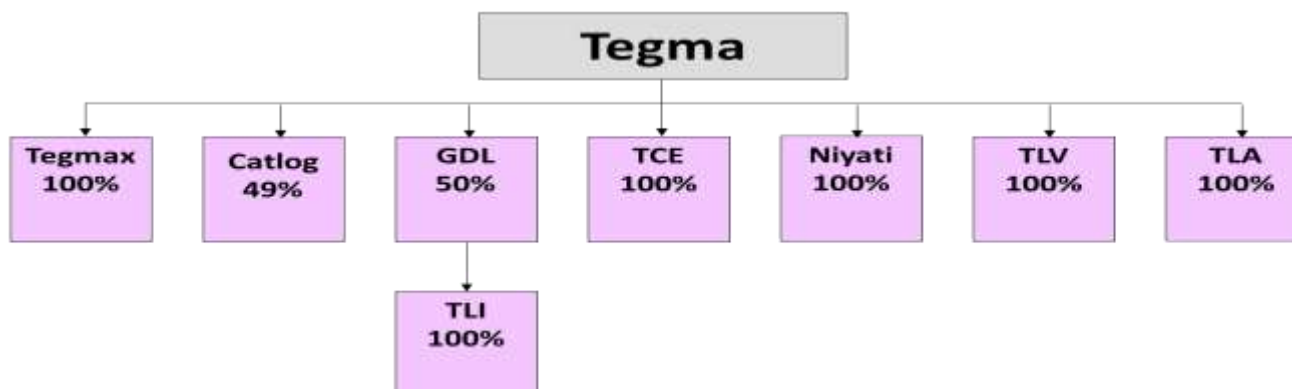 Tegma
Tegmax
100%
Catlog
49%
GDL
50%
TCE
100%
Niyati
100%
TLV
100%
TLA
100%
TLI
100%